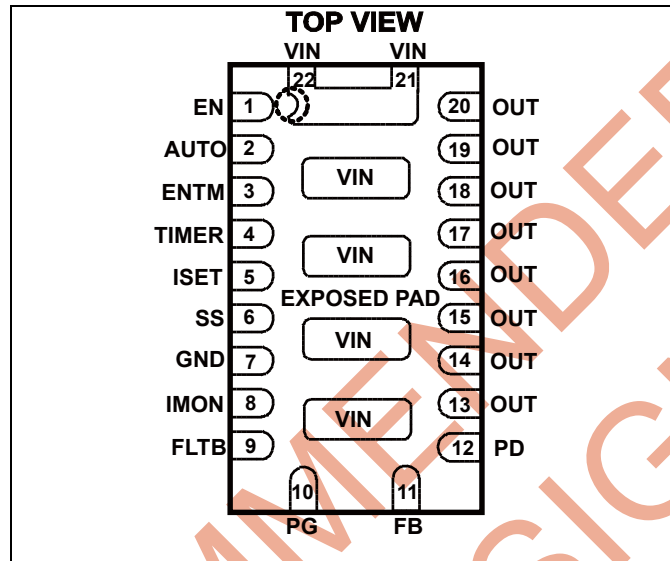 TOP VIEW
VIN VIN
22 21
EN 1 20 OUT
AUTO 2 19 OUT
VIN
ENTM 3 18 OUT
TIMER 4 17 OUT
VIN
ISET 5 16 OUT
EXPOSED PAD
SS 6 15 OUT
VIN
GND 7 14 OUT
IMON 8 13 OUT
VIN
FLTB 9 12 PD
10 11
PG FB